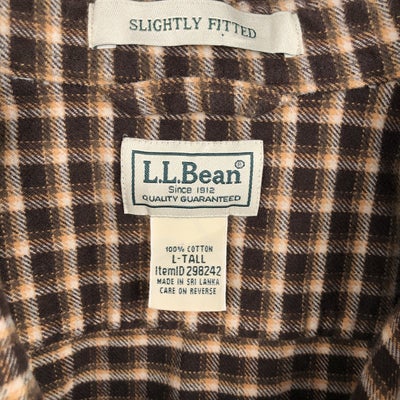 SLIGHTLY FITTED
L.L.Bean®
Since 1912
QUALITY GUARANTEED
100% COTTON
L-TALL
ItemID 298242
MADE IN SRI LANKA
CARE ON REVERSE